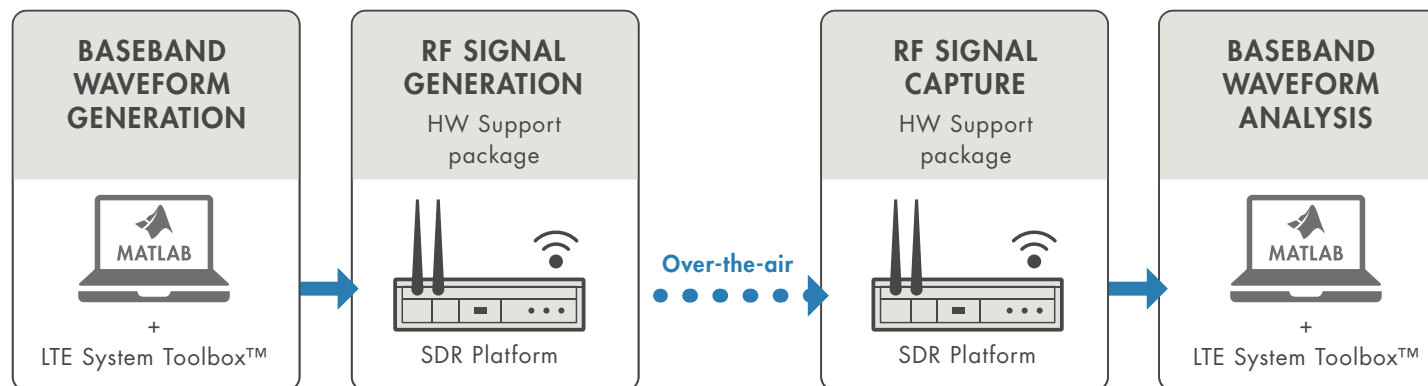 BASEBAND
WAVEFORM
GENERATION
MATLAB
+
LTE System Toolbox™
RF SIGNAL
GENERATION
HW Support
package
SDR Platform
Over-the-air
RF SIGNAL
CAPTURE
HW Support
package
SDR Platform
BASEBAND
WAVEFORM
ANALYSIS
MATLAB
+
LTE System Toolbox™